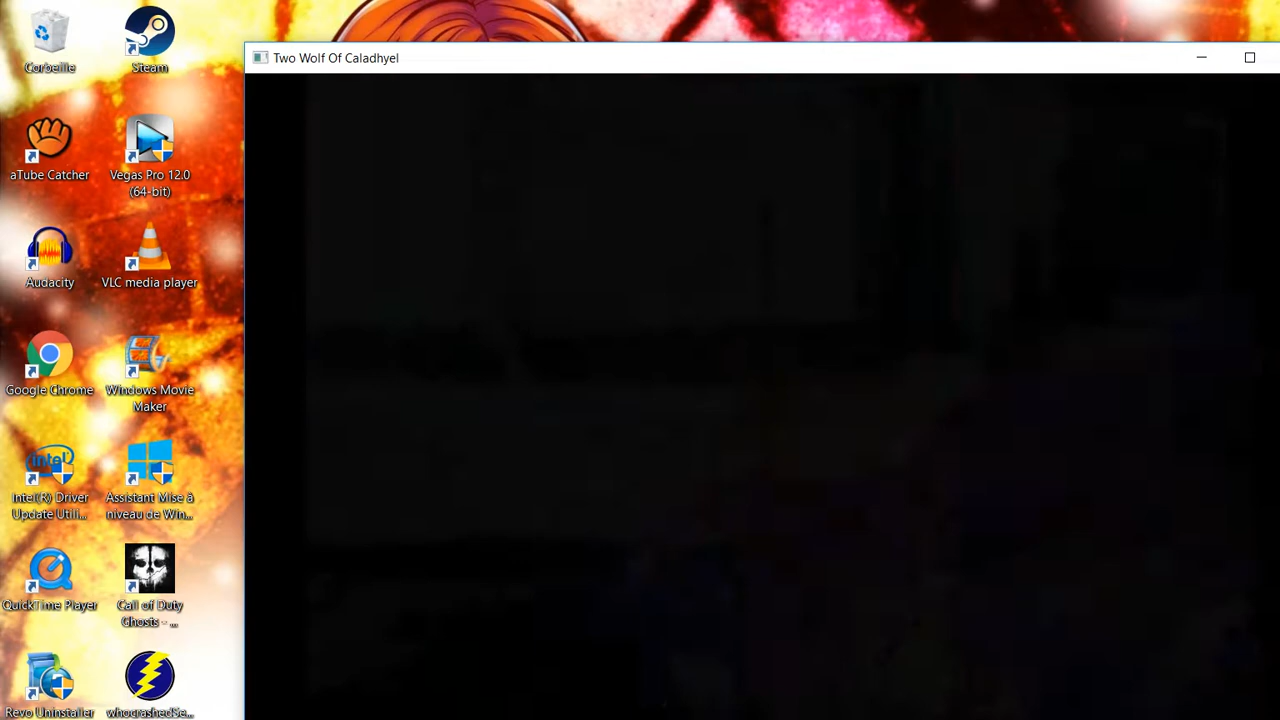 Corbeille
Steam
Two Wolf Of Caladhyel
aTube Catcher
Vegas Pro 12.0
(64-bit)
Audacity
VLC media player
Google Chrome
Windows Movie
Maker
intel
Intel(R) Driver
Update Utili...
Assistant Mise à
niveau de Win...
QuickTime Player
Call of Duty
Ghosts - ...
Revo Uninstaller
whocrashedSe...